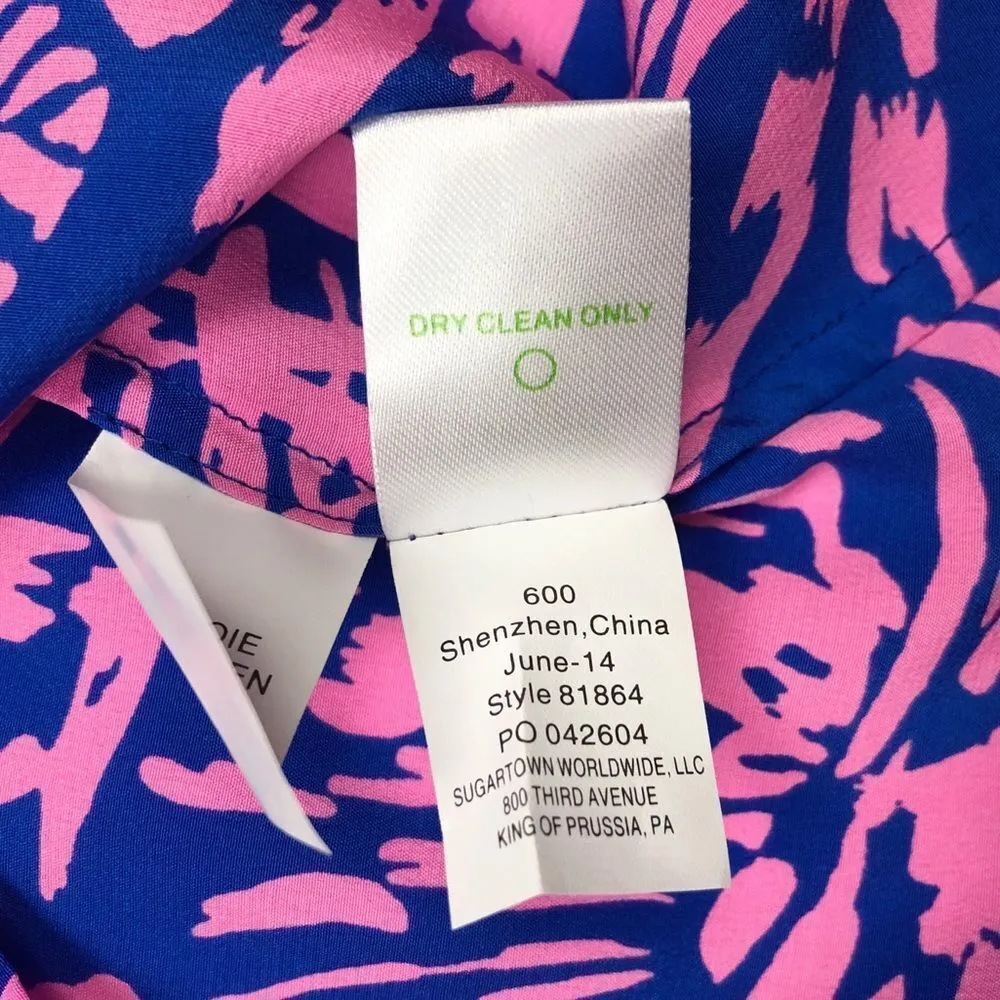 DRY CLEAN ONLY
600
Shenzhen,China
June-14
Style 81864
PO 042604
SUGARTOWN WORLDWIDE, LLC
800 THIRD AVENUE
KING OF PRUSSIA, PA